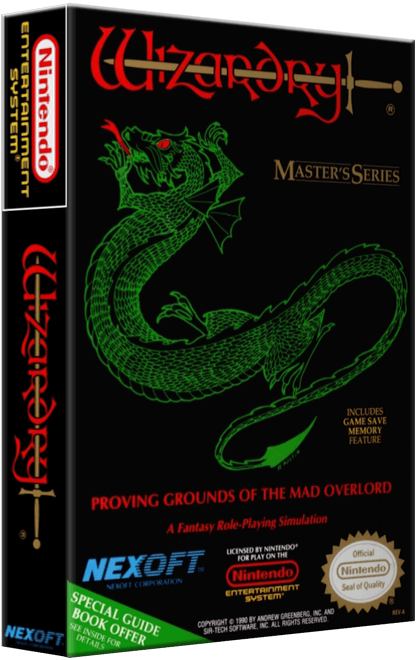 Nintendo®
ENTERTAINMENT
SYSTEM®
Wizardry
®
NEXOFT
Wizardry
®
MASTER'S SERIES
INCLUDES
GAME SAVE
MEMORY
FEATURE
PROVING GROUNDS OF THE MAD OVERLORD
A Fantasy Role-Playing Simulation
NEXOFT™
NEXOFT CORPORATION
LICENSED BY NINTENDO®
FOR PLAY ON THE
Nintendo
ENTERTAINMENT
SYSTEM®
Official
Nintendo
Seal of Quality
®
SPECIAL GUIDE
BOOK OFFER
SEE INSIDE FOR
DETAILS
COPYRIGHT © 1990 BY ANDREW GREENBERG, INC. AND
SIR-TECH SOFTWARE, INC. ALL RIGHTS RESERVED.
REV-A